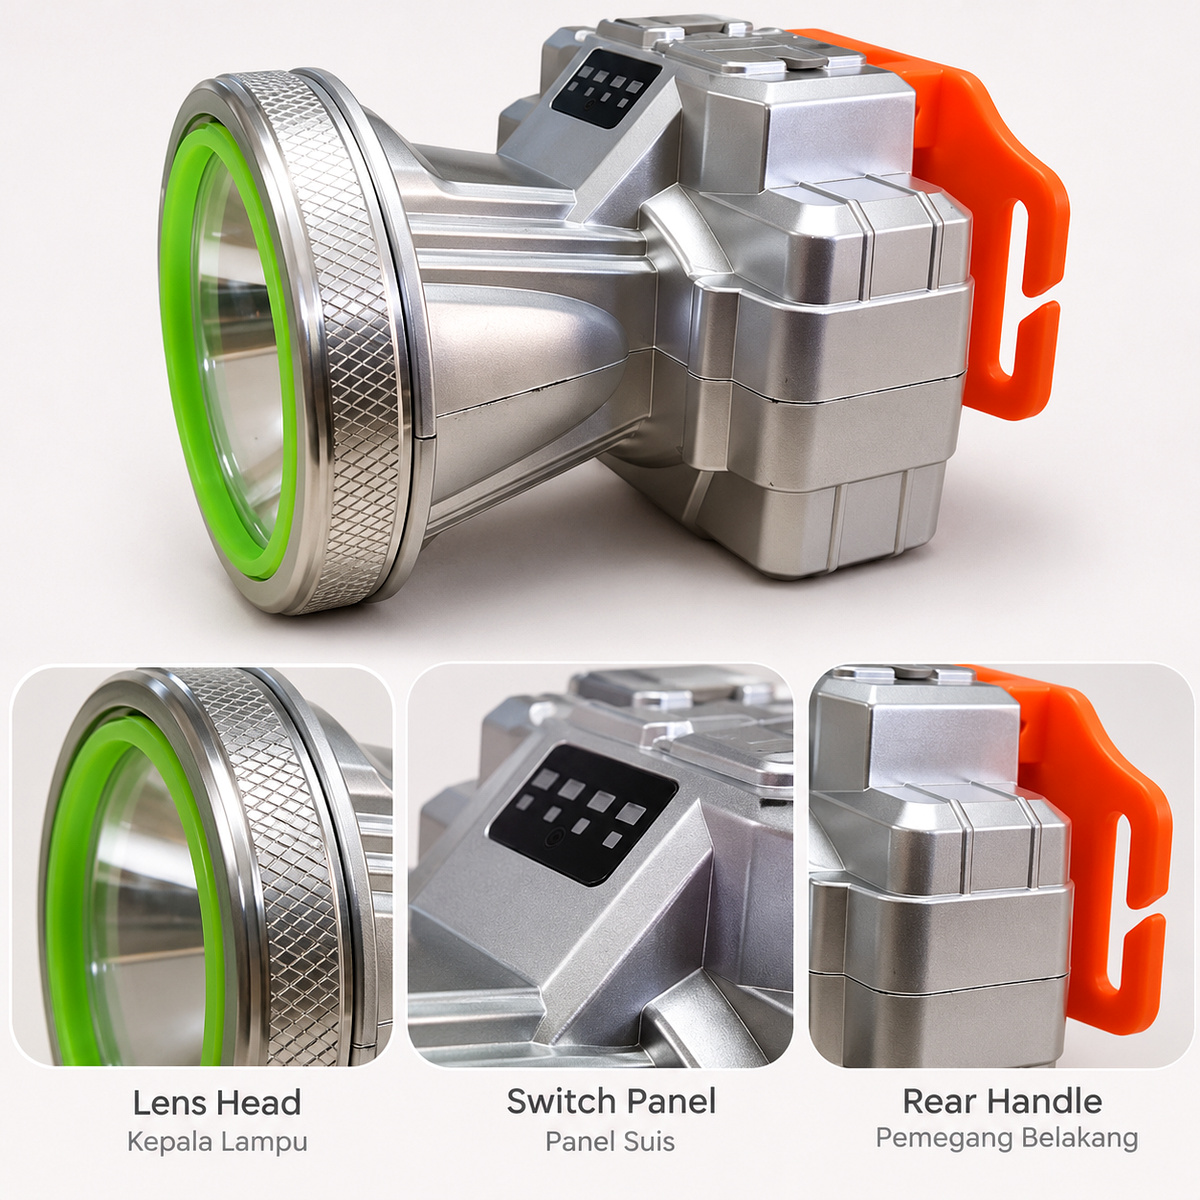 Lens Head
Kepala Lampu
Switch Panel
Panel Suis
Rear Handle
Pemegang Belakang